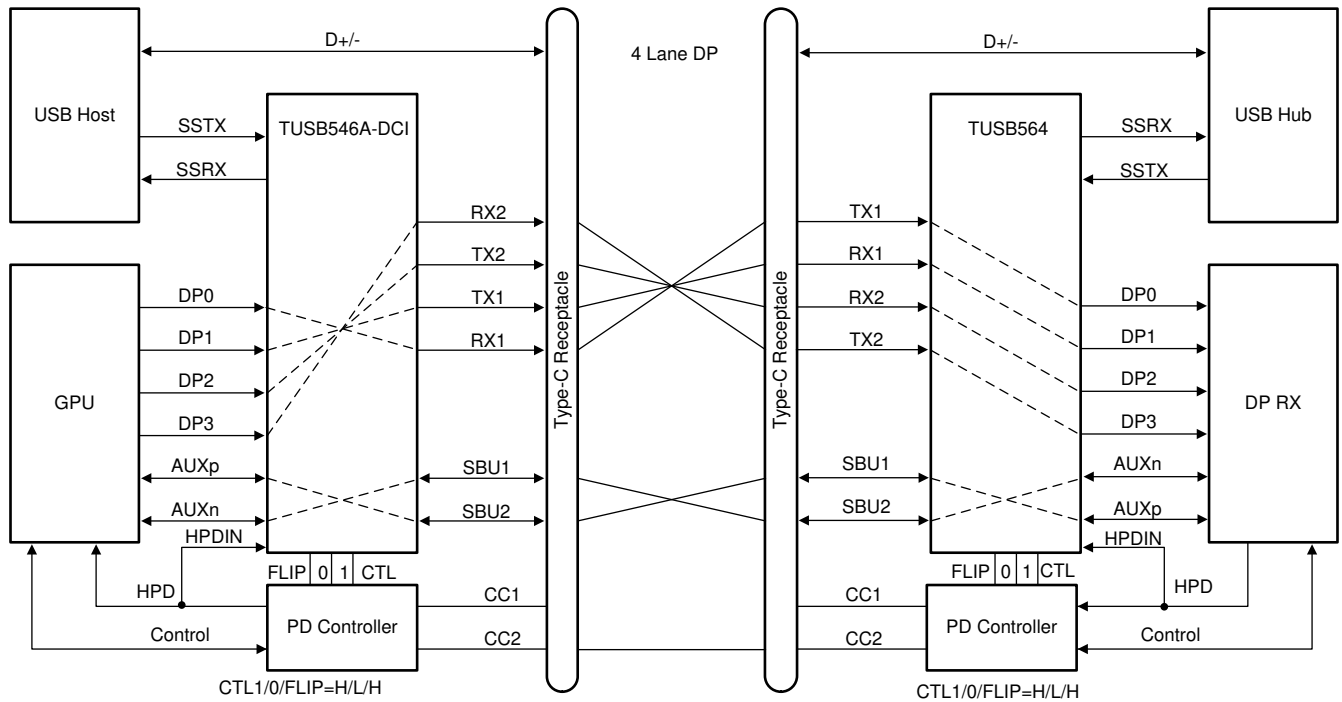 D+/-
4 Lane DP
D+/-
USB Host
TUSB546A-DCI
TUSB564
USB Hub
SSTX
SSRX
SSRX
SSTX
RX2
TX2
TX1
RX1
TX1
RX1
RX2
TX2
Type-C Receptacle
Type-C Receptacle
GPU
DP0
DP1
DP2
DP3
AUXp
AUXn
HPDIN
SBU1
SBU2
SBU1
SBU2
DP0
DP1
DP2
DP3
AUXn
AUXp
HPDIN
DP RX
FLIP 0 1 CTL
FLIP 0 1 CTL
HPD
Control
PD Controller
CC1
CC2
CC1
CC2
PD Controller
HPD
Control
CTL1/0/FLIP=H/L/H
CTL1/0/FLIP=H/L/H